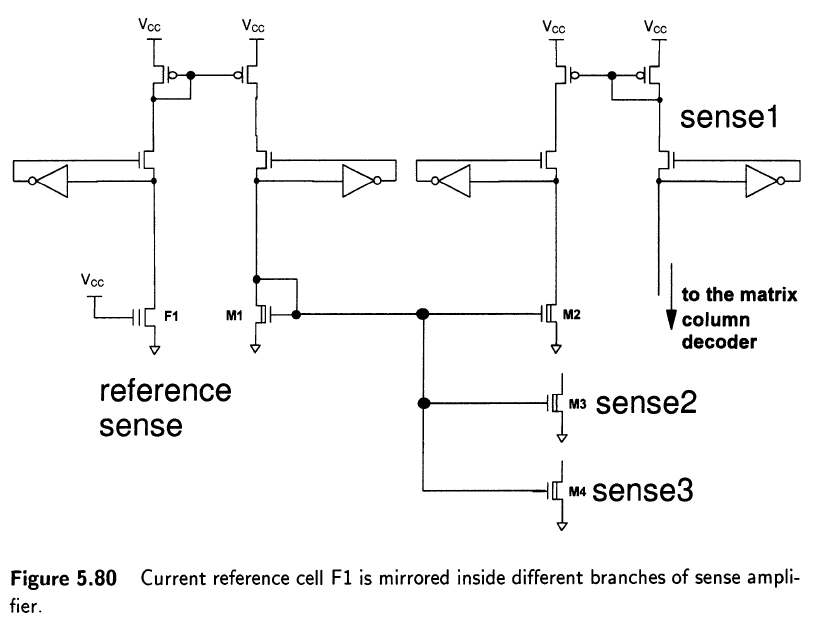 Vcc
Vcc
Vcc
Vcc
sense1
Vcc
F1
M1
M2
to the matrix
column
decoder
reference
sense
M3 sense2
M4 sense3
Figure 5.80 Current reference cell F1 is mirrored inside different branches of sense ampli-
fier.